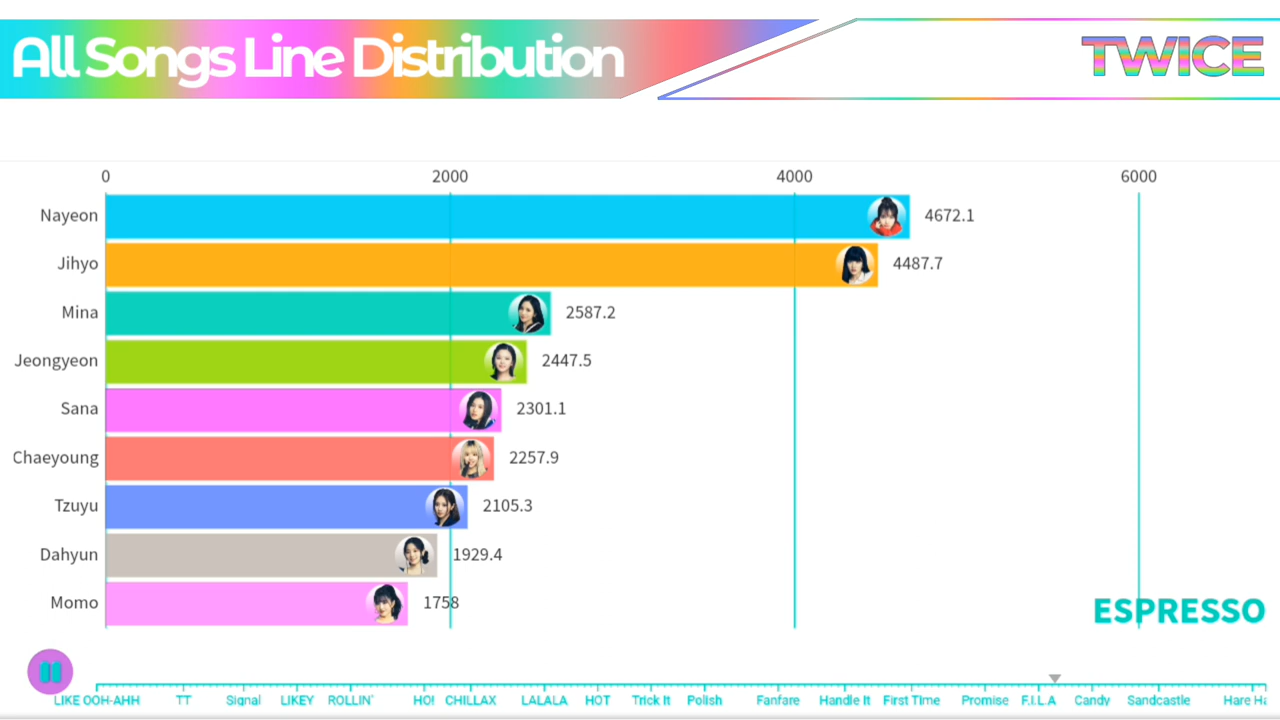 All Songs Line Distribution
TWICE
0 2000 4000 6000
Nayeon 4672.1
Jihyo 4487.7
Mina 2587.2
Jeongyeon 2447.5
Sana 2301.1
Chaeyoung 2257.9
Tzuyu 2105.3
Dahyun 1929.4
Momo 1758
ESPRESSO
LIKE OOH-AHH TT Signal LIKEY ROLLIN' HO! CHILLAX LALALA HOT Trick It Polish Fanfare Handle It First Time Promise F.I.L.A Candy Sandcastle Hare